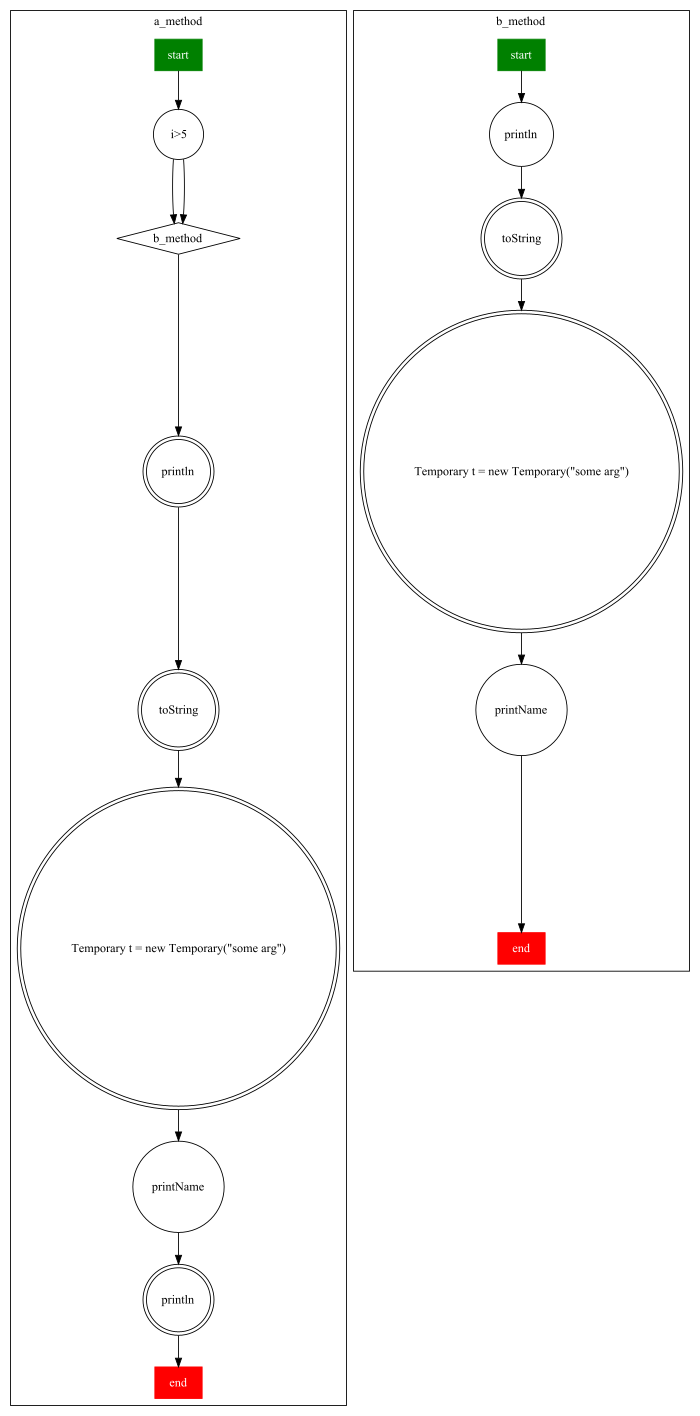 a_method
start
i>5
b_method
println
toString
Temporary t = new Temporary("some arg")
printName
println
end
b_method
start
println
toString
Temporary t = new Temporary("some arg")
printName
end